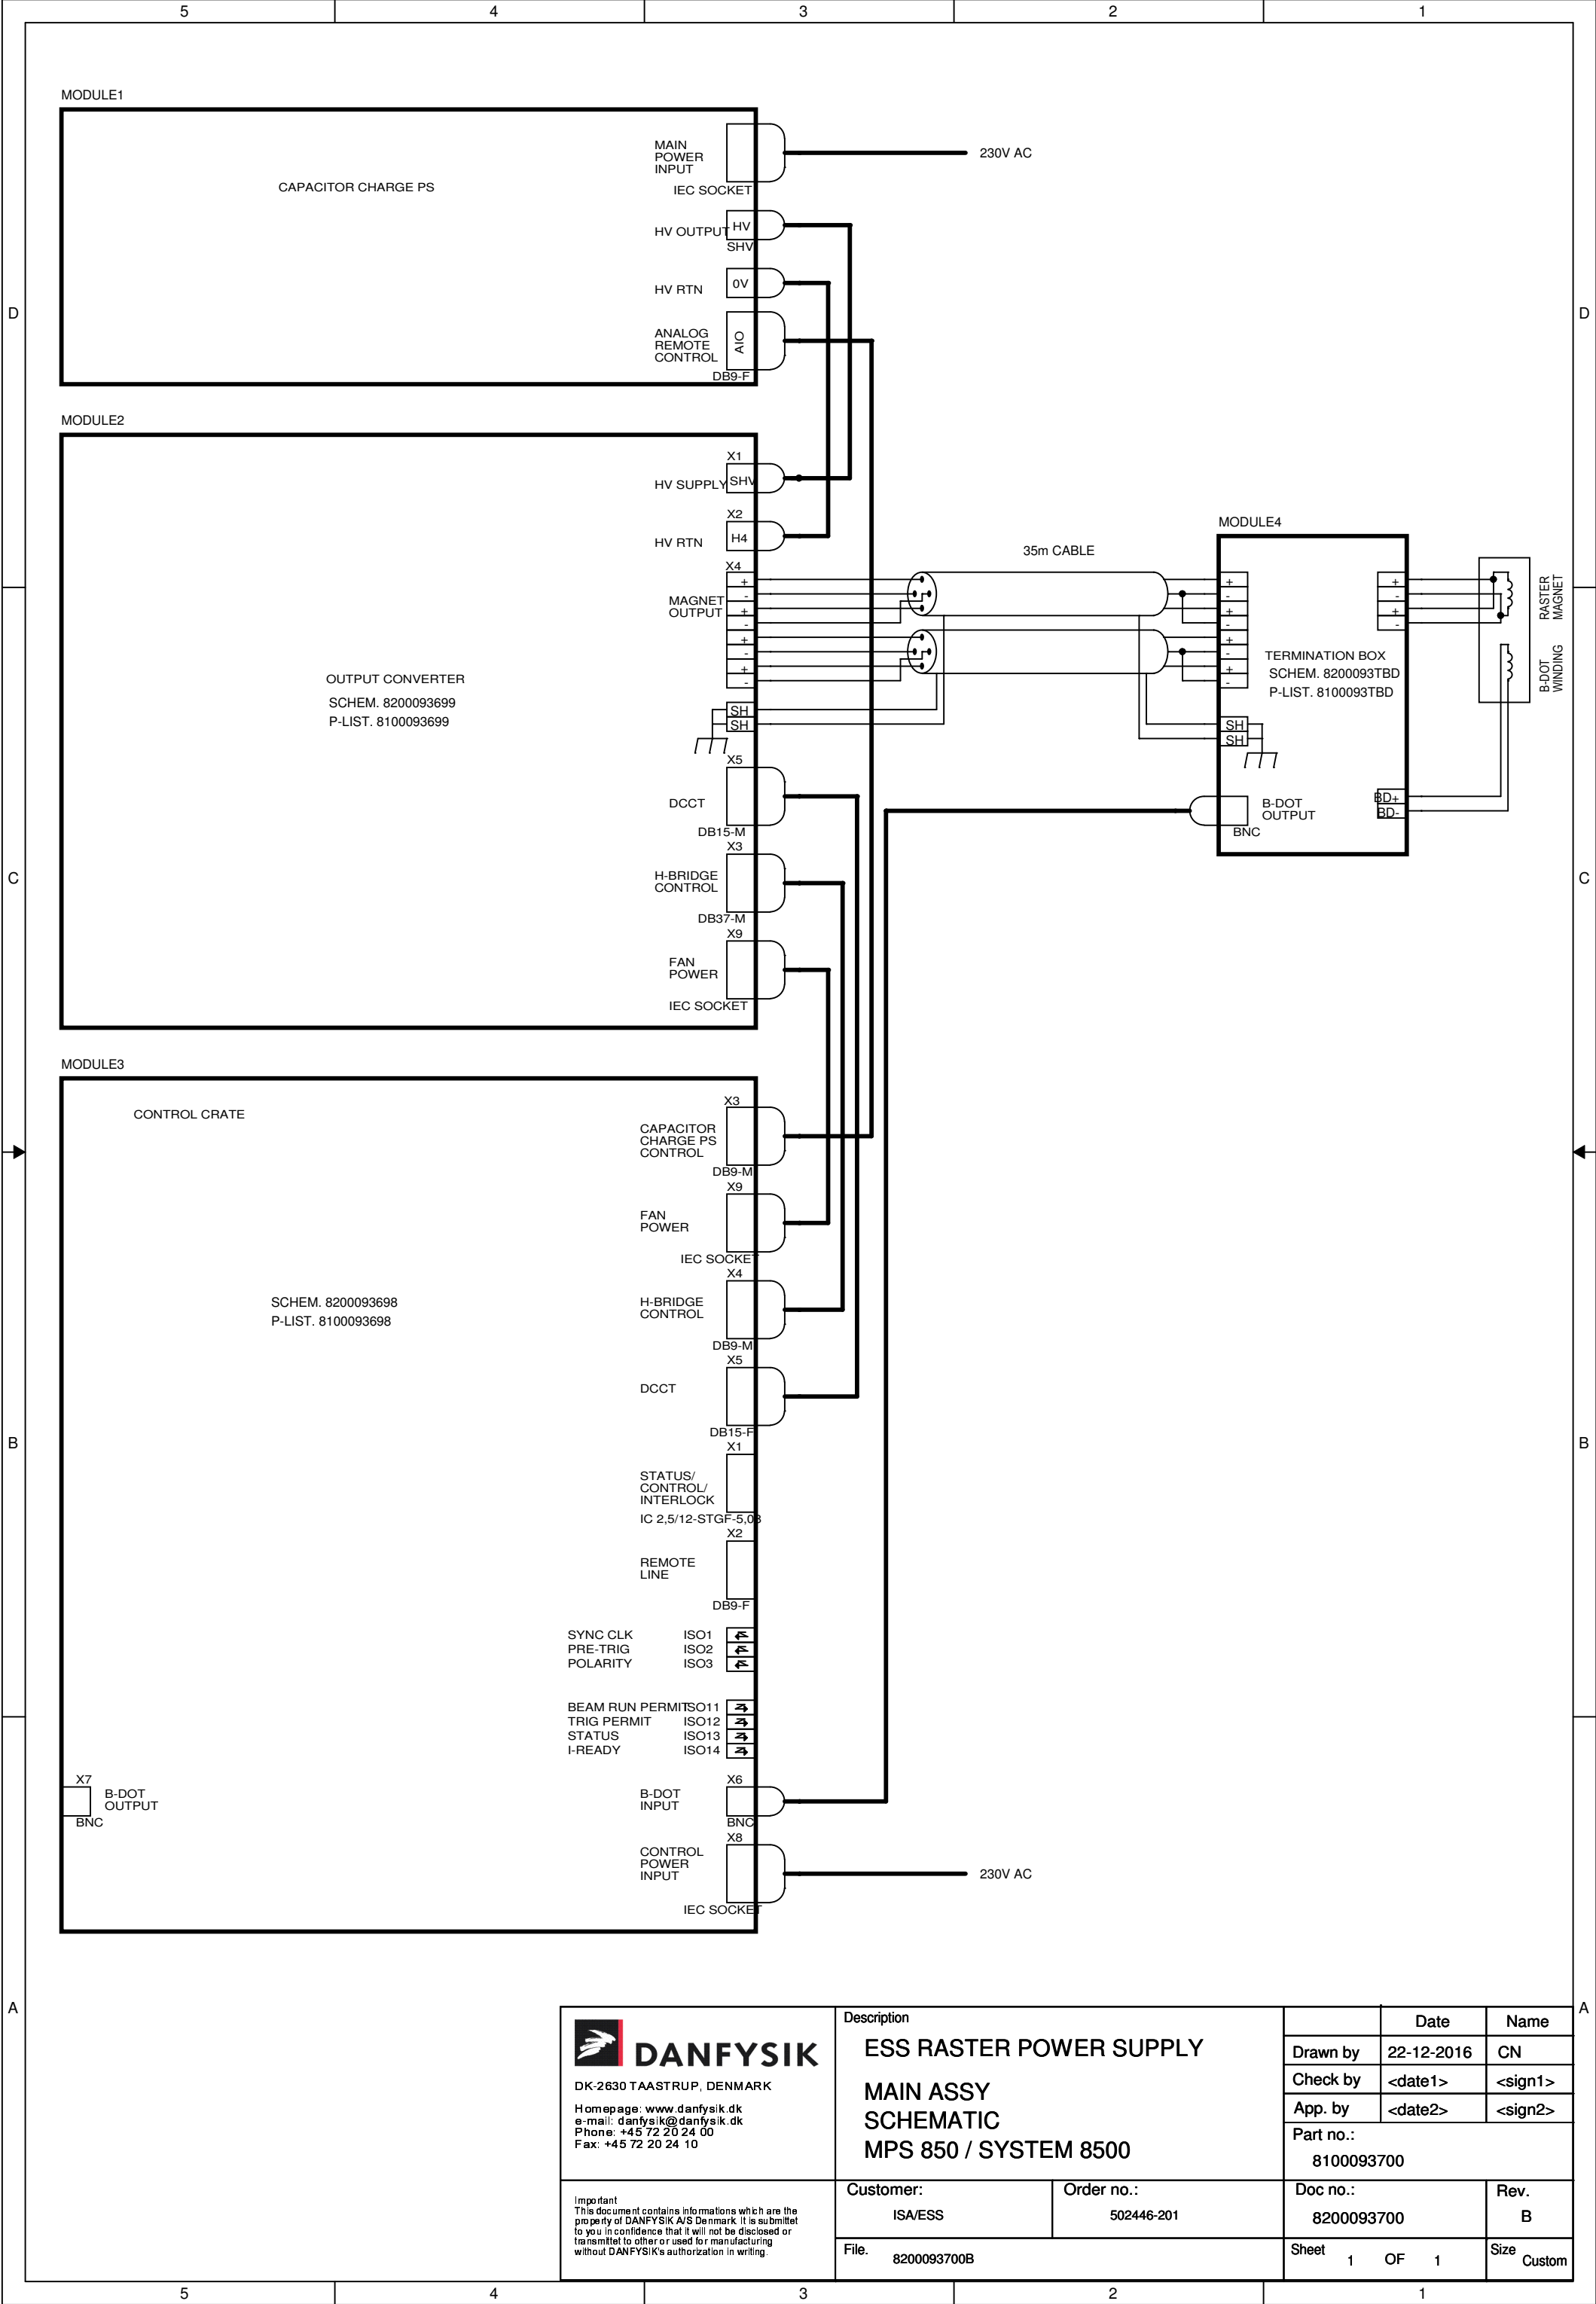 5 4 3 2 1
MODULE1
CAPACITOR CHARGE PS
MAIN
POWER
INPUT
IEC SOCKET
230V AC
HV OUTPUT
HV
SHV
HV RTN
0V
D
D
ANALOG
REMOTE
CONTROL
AIO
DB9-F
MODULE2
X1
HV SUPPLY
SHV
X2
HV RTN
H4
X4
MAGNET
OUTPUT
+
-
+
-
+
-
+
-
SH
SH
OUTPUT CONVERTER
SCHEM. 8200093699
P-LIST. 8100093699
35m CABLE
MODULE4
+
-
+
-
+
-
+
-
SH
SH
+
-
+
-
TERMINATION BOX
SCHEM. 8200093TBD
P-LIST. 8100093TBD
RASTER
MAGNET
B-DOT
WINDING
BD+
BD-
B-DOT
OUTPUT
BNC
X5
DCCT
DB15-M
X3
H-BRIDGE
CONTROL
DB37-M
C
C
X9
FAN
POWER
IEC SOCKET
MODULE3
CONTROL CRATE
X3
CAPACITOR
CHARGE PS
CONTROL
DB9-M
X9
FAN
POWER
IEC SOCKET
X4
H-BRIDGE
CONTROL
DB9-M
SCHEM. 8200093698
P-LIST. 8100093698
X5
DCCT
DB15-F
B
B
X1
STATUS/
CONTROL/
INTERLOCK
IC 2,5/12-STGF-5,08
X2
REMOTE
LINE
DB9-F
SYNC CLK ISO1
PRE-TRIG ISO2
POLARITY ISO3
BEAM RUN PERMIT ISO11
TRIG PERMIT ISO12
STATUS ISO13
I-READY ISO14
X7
B-DOT
OUTPUT
BNC
X6
B-DOT
INPUT
BNC
X8
CONTROL
POWER
INPUT
IEC SOCKET
230V AC
A
A
DANFYSIK
DK-2630 TAASTRUP, DENMARK
Homepage: www.danfysik.dk
e-mail: danfysik@danfysik.dk
Phone: +45 72 20 24 00
Fax: +45 72 20 24 10
Important
This document contains informations which are the
property of DANFYSIK A/S Denmark. It is submittet
to you in confidence that it will not be disclosed or
transmittet to other or used for manufacturing
without DANFYSIK's authorization in writing.
Description
ESS RASTER POWER SUPPLY
MAIN ASSY
SCHEMATIC
MPS 850 / SYSTEM 8500
Customer:
ISA/ESS
Order no.:
502446-201
File.
8200093700B
Date Name
Drawn by 22-12-2016 CN
Check by <date1> <sign1>
App. by <date2> <sign2>
Part no.:
8100093700
Doc no.:
8200093700
Rev.
B
Sheet 1 OF 1
Size Custom
5 4 3 2 1